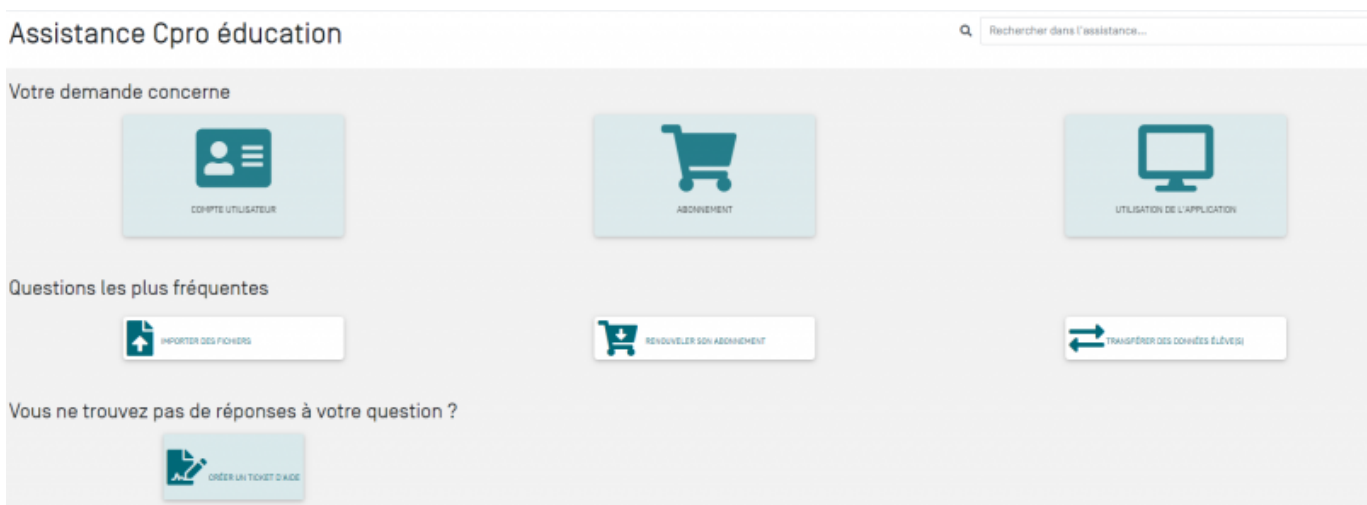 Assistance Cpro éducation
Rechercher dans l'assistance...
Votre demande concerne
COMPTE UTILISATEUR
ABONNEMENT
UTILISATION DE L'APPLICATION
Questions les plus fréquentes
IMPORTER DES FICHIERS
RENOUVELER SON ABONNEMENT
TRANSFÉRER DES DONNÉES ÉLÈVE(S)
Vous ne trouvez pas de réponses à votre question ?
CRÉER UN TICKET D'AIDE